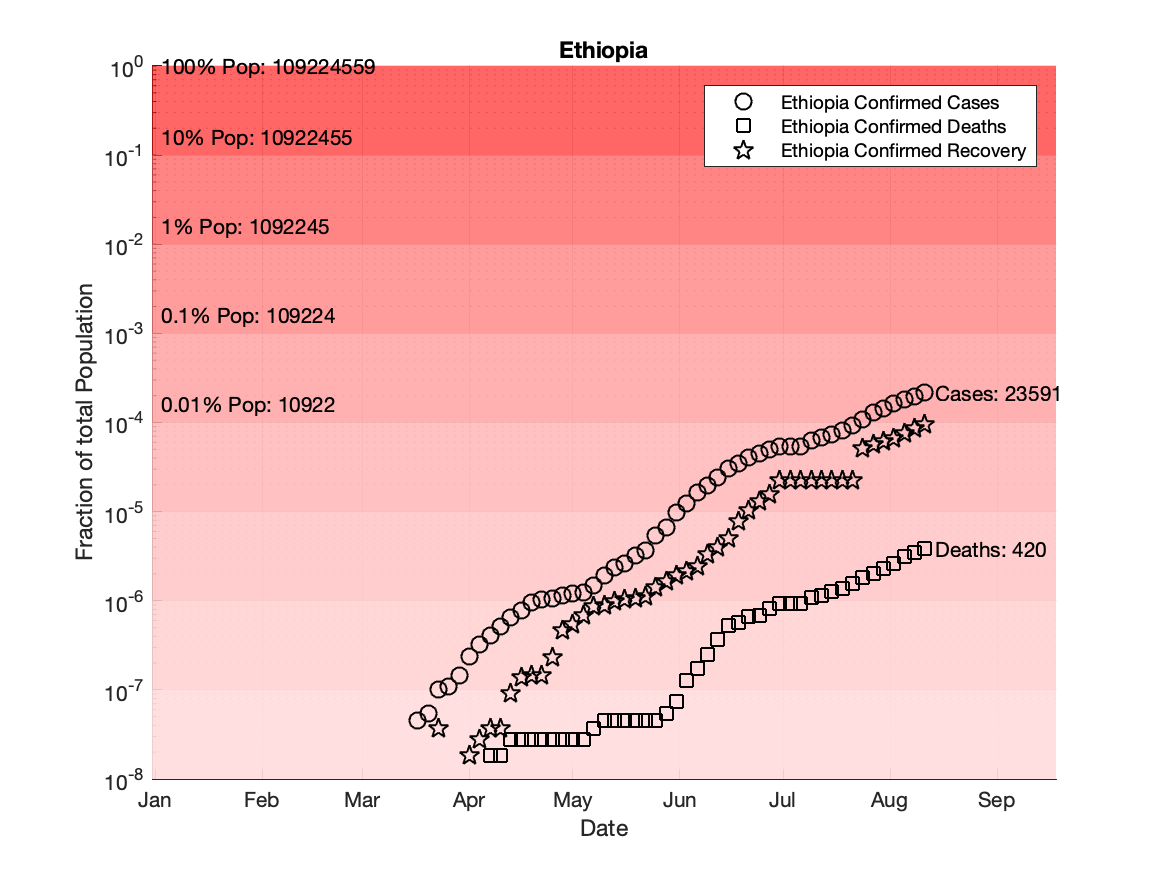 Ethiopia
10^0
10^-1
10^-2
10^-3
10^-4
10^-5
10^-6
10^-7
10^-8
Fraction of total Population
100% Pop: 109224559
10% Pop: 10922455
1% Pop: 1092245
0.1% Pop: 109224
0.01% Pop: 10922
Ethiopia Confirmed Cases
Ethiopia Confirmed Deaths
Ethiopia Confirmed Recovery
Cases: 23591
Deaths: 420
Jan Feb Mar Apr May Jun Jul Aug Sep
Date